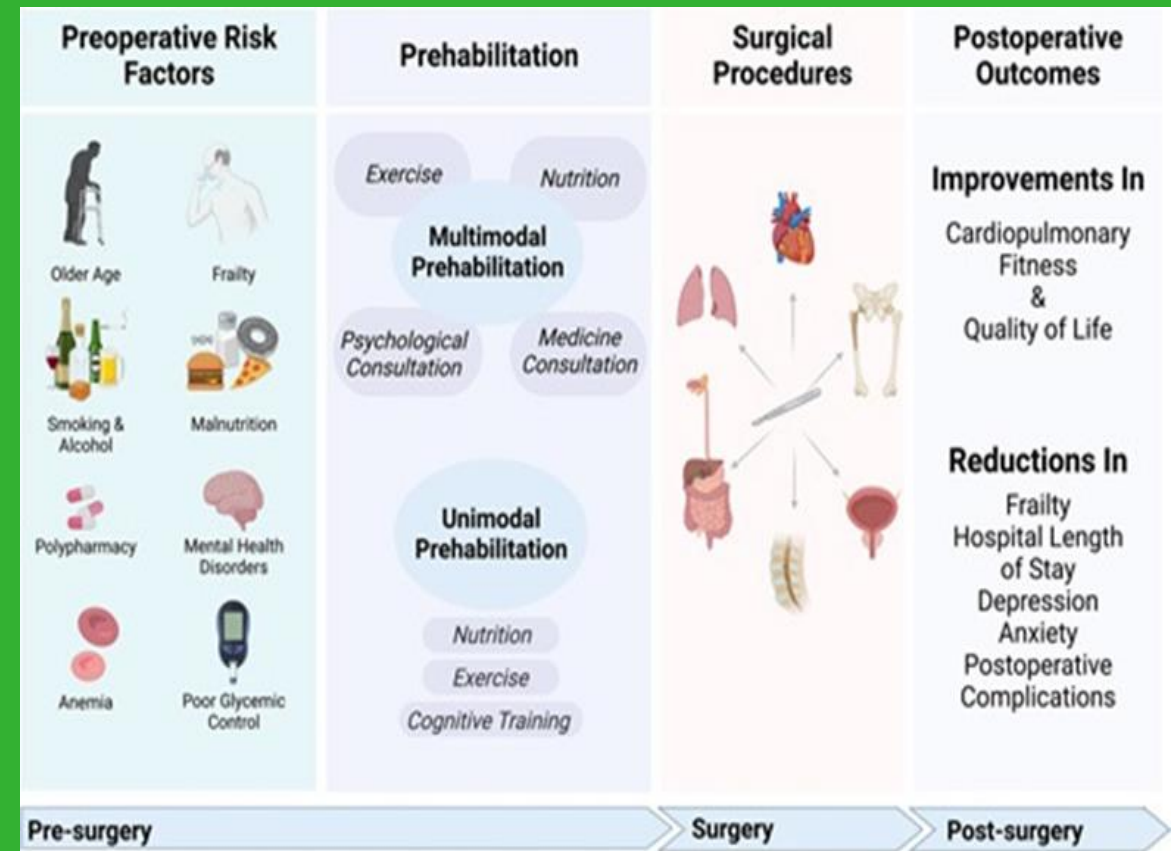 Preoperative Risk
Factors
Prehabilitation
Surgical
Procedures
Postoperative
Outcomes
Older Age
Frailty
Smoking &
Alcohol
Malnutrition
Polypharmacy
Mental Health
Disorders
Anemia
Poor Glycemic
Control
Exercise
Nutrition
Multimodal
Prehabilitation
Psychological
Consultation
Medicine
Consultation
Unimodal
Prehabilitation
Nutrition
Exercise
Cognitive Training
Improvements In
Cardiopulmonary
Fitness
&
Quality of Life
Reductions In
Frailty
Hospital Length
of Stay
Depression
Anxiety
Postoperative
Complications
Pre-surgery
Surgery
Post-surgery